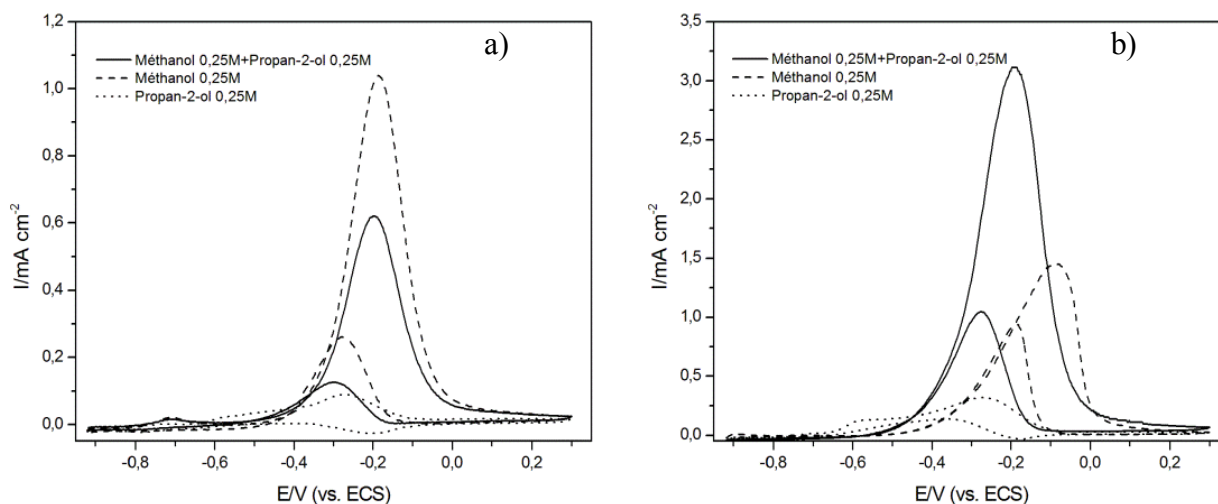 a)
Méthanol 0,25M+Propan-2-ol 0,25M
Méthanol 0,25M
Propan-2-ol 0,25M
I/mA cm-2
1,2
1,0
0,8
0,6
0,4
0,2
0,0
-0,8 -0,6 -0,4 -0,2 0,0 0,2
E/V (vs. ECS)
b)
Méthanol 0,25M+Propan-2-ol 0,25M
Méthanol 0,25M
Propan-2-ol 0,25M
I/mA cm-2
3,5
3,0
2,5
2,0
1,5
1,0
0,5
0,0
-0,8 -0,6 -0,4 -0,2 0,0 0,2
E/V (vs. ECS)